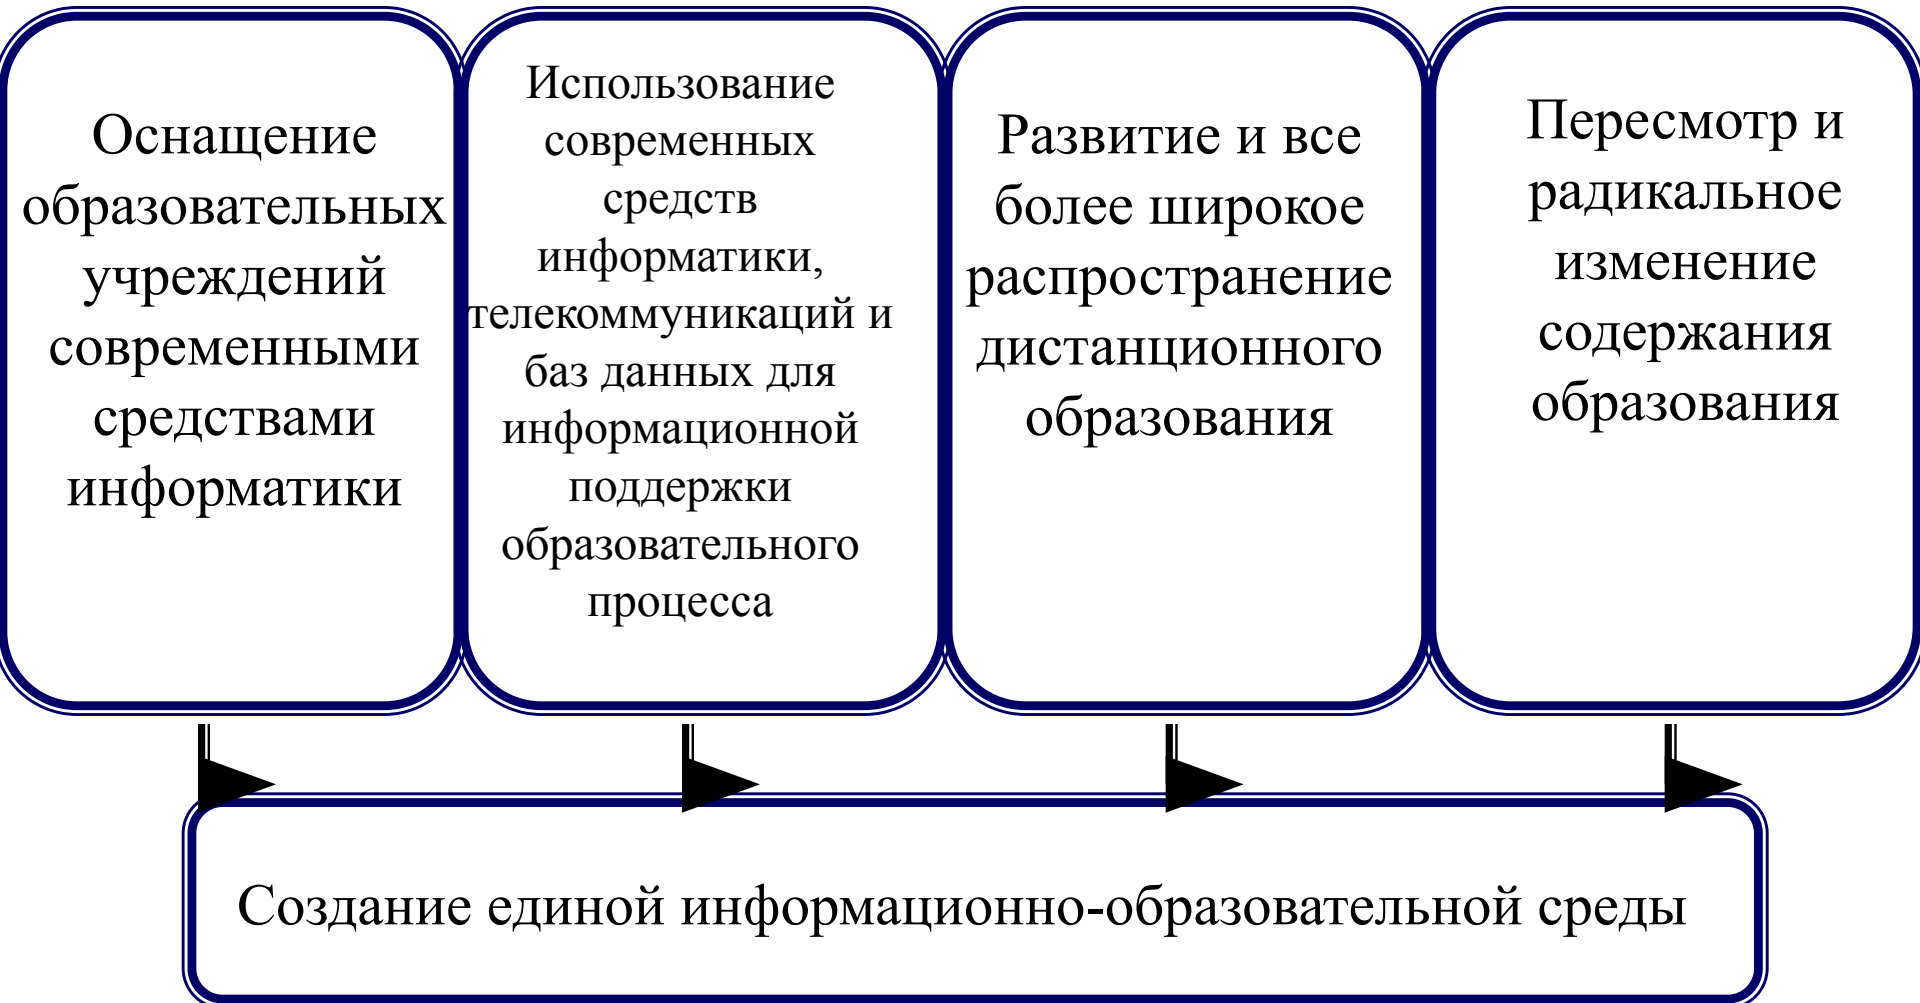 Оснащение
образовательных
учреждений
современными
средствами
информатики
Использование
современных
средств
информатики,
телекоммуникаций и
баз данных для
информационной
поддержки
образовательного
процесса
Развитие и все
более широкое
распространение
дистанционного
образования
Пересмотр и
радикальное
изменение
содержания
образования
Создание единой информационно-образовательной среды